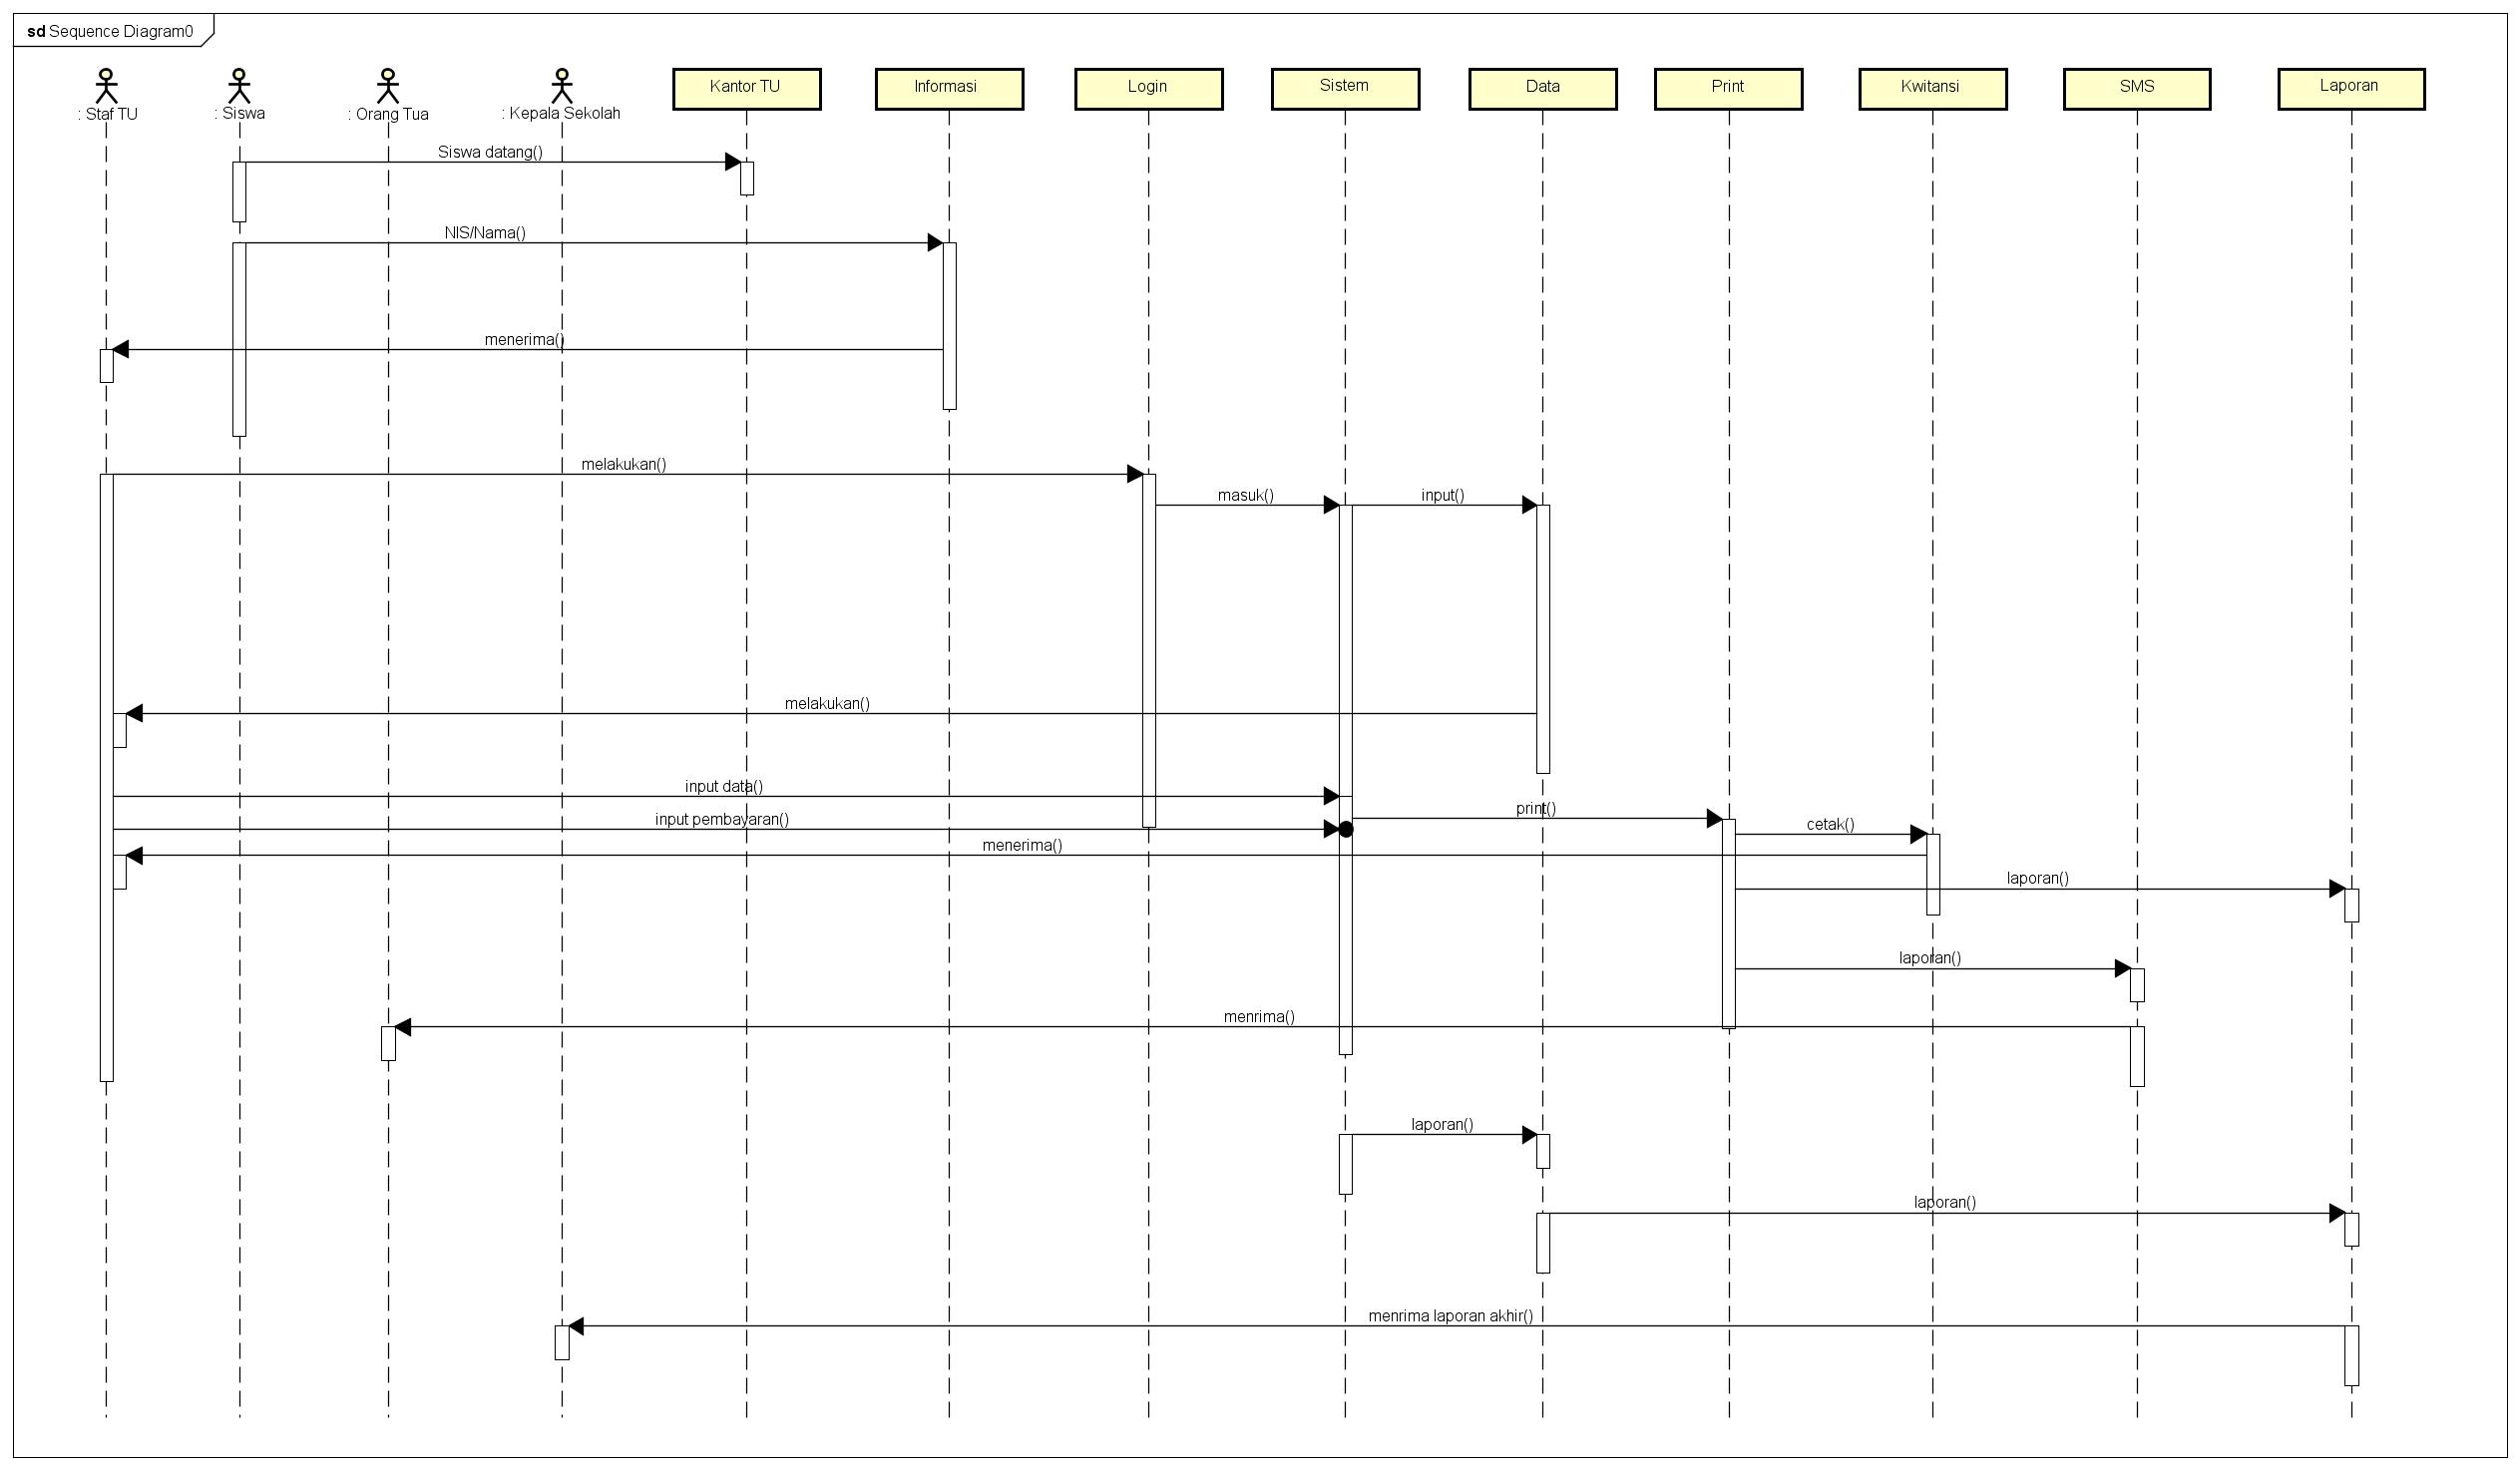 sd Sequence Diagram0
: Staf TU
: Siswa
: Orang Tua
: Kepala Sekolah
Kantor TU
Informasi
Login
Sistem
Data
Print
Kwitansi
SMS
Laporan
Siswa datang()
NIS/Nama()
menerima()
melakukan()
masuk()
input()
melakukan()
input data()
print()
input pembayaran()
cetak()
menerima()
laporan()
laporan()
menrima()
laporan()
laporan()
menrima laporan akhir()